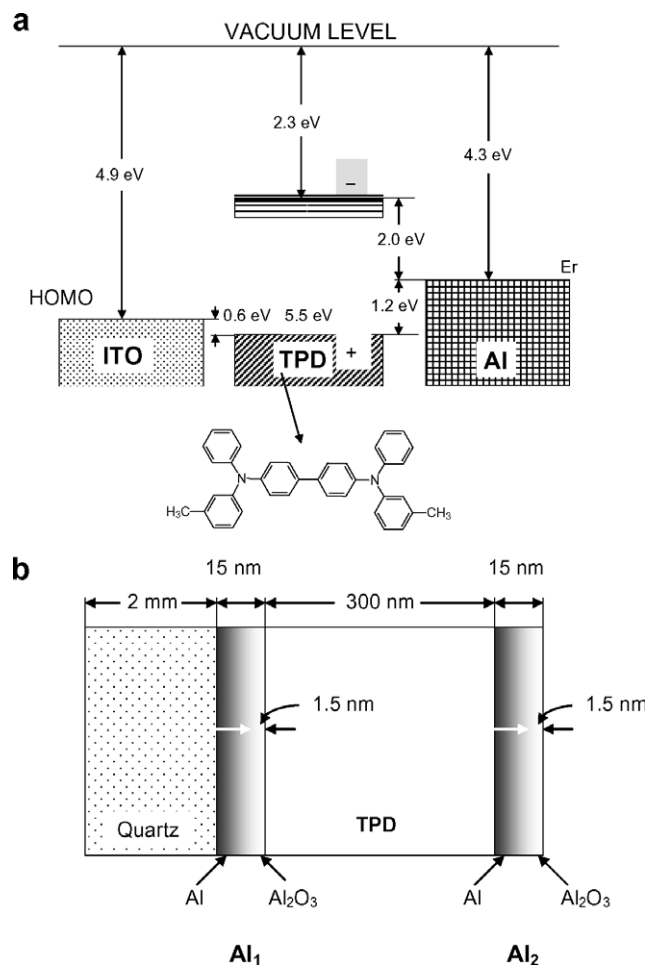 a
VACUUM LEVEL
2.3 eV
4.9 eV
4.3 eV
–
2.0 eV
Er
HOMO
0.6 eV 5.5 eV
1.2 eV
ITO
TPD
+
Al
N
N
H₃C
CH₃
b
15 nm
15 nm
2 mm
300 nm
1.5 nm
1.5 nm
Quartz
TPD
Al
Al₂O₃
Al
Al₂O₃
Al₁
Al₂